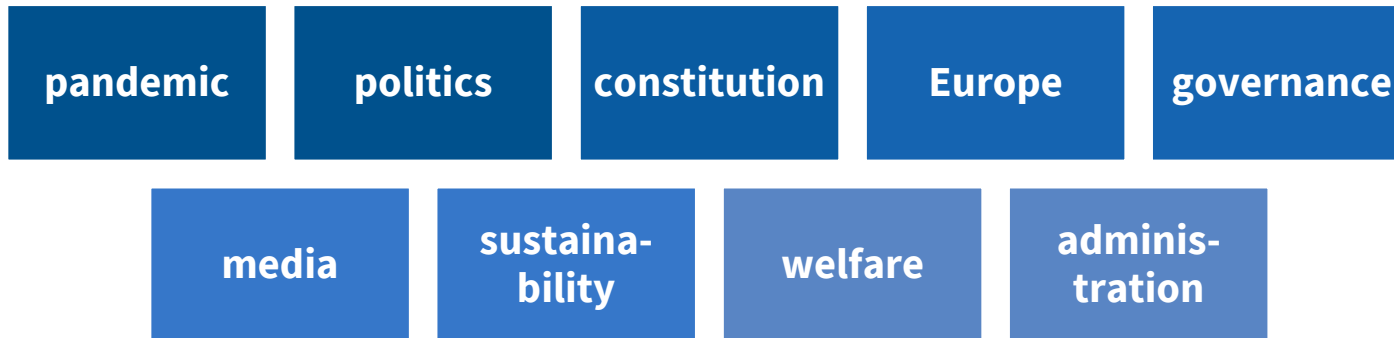 pandemic
politics
constitution
Europe
governance
media
sustaina-
bility
welfare
adminis-
tration